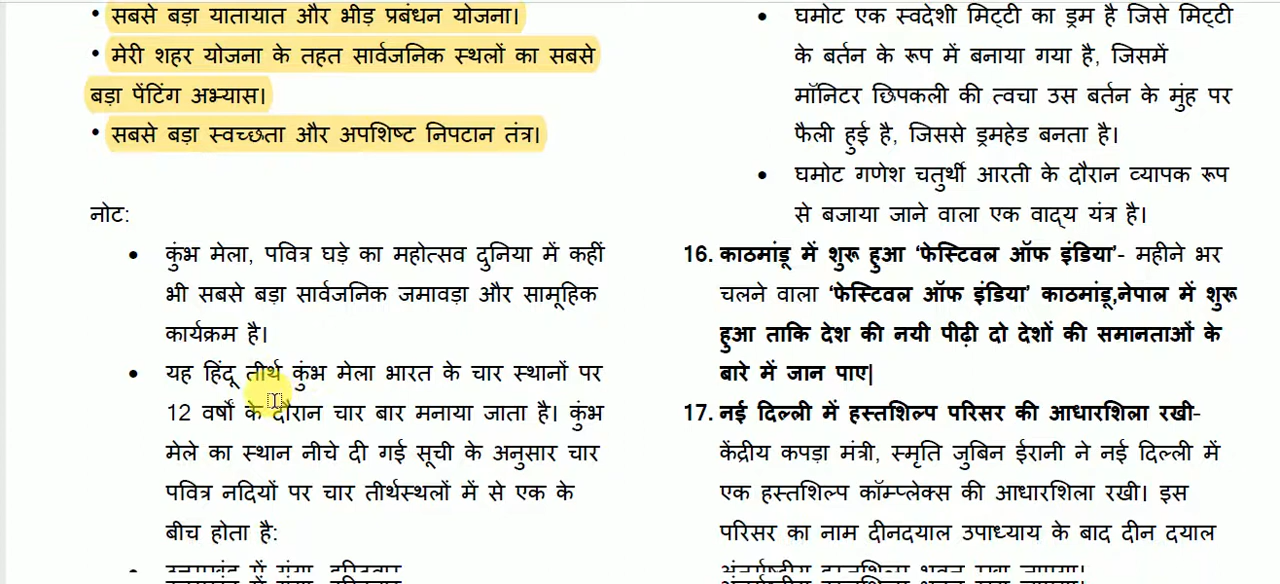 • सबसे बड़ा यातायात और भीड़ प्रबंधन योजना।
• मेरी शहर योजना के तहत सार्वजनिक स्थलों का सबसे
बड़ा पेंटिंग अभ्यास।
• सबसे बड़ा स्वच्छता और अपशिष्ट निपटान तंत्र।
नोट:
• कुंभ मेला, पवित्र घड़े का महोत्सव दुनिया में कहीं
भी सबसे बड़ा सार्वजनिक जमावड़ा और सामूहिक
कार्यक्रम है।
• यह हिंदू तीर्थ कुंभ मेला भारत के चार स्थानों पर
12 वर्षों के दौरान चार बार मनाया जाता है। कुंभ
मेले का स्थान नीचे दी गई सूची के अनुसार चार
पवित्र नदियों पर चार तीर्थस्थलों में से एक के
बीच होता है:
• घमोट एक स्वदेशी मिट्टी का ड्रम है जिसे मिट्टी
के बर्तन के रूप में बनाया गया है, जिसमें
मॉनिटर छिपकली की त्वचा उस बर्तन के मुंह पर
फैली हुई है, जिससे ड्रमहेड बनता है।
• घमोट गणेश चतुर्थी आरती के दौरान व्यापक रूप
से बजाया जाने वाला एक वाद्य यंत्र है।
16. काठमांडू में शुरू हुआ ‘फेस्टिवल ऑफ इंडिया’- महीने भर
चलने वाला ‘फेस्टिवल ऑफ इंडिया’ काठमांडू,नेपाल में शुरू
हुआ ताकि देश की नयी पीढ़ी दो देशों की समानताओं के
बारे में जान पाए|
17. नई दिल्ली में हस्तशिल्प परिसर की आधारशिला रखी-
केंद्रीय कपड़ा मंत्री, स्मृति जुबिन ईरानी ने नई दिल्ली में
एक हस्तशिल्प कॉम्प्लेक्स की आधारशिला रखी। इस
परिसर का नाम दीनदयाल उपाध्याय के बाद दीन दयाल